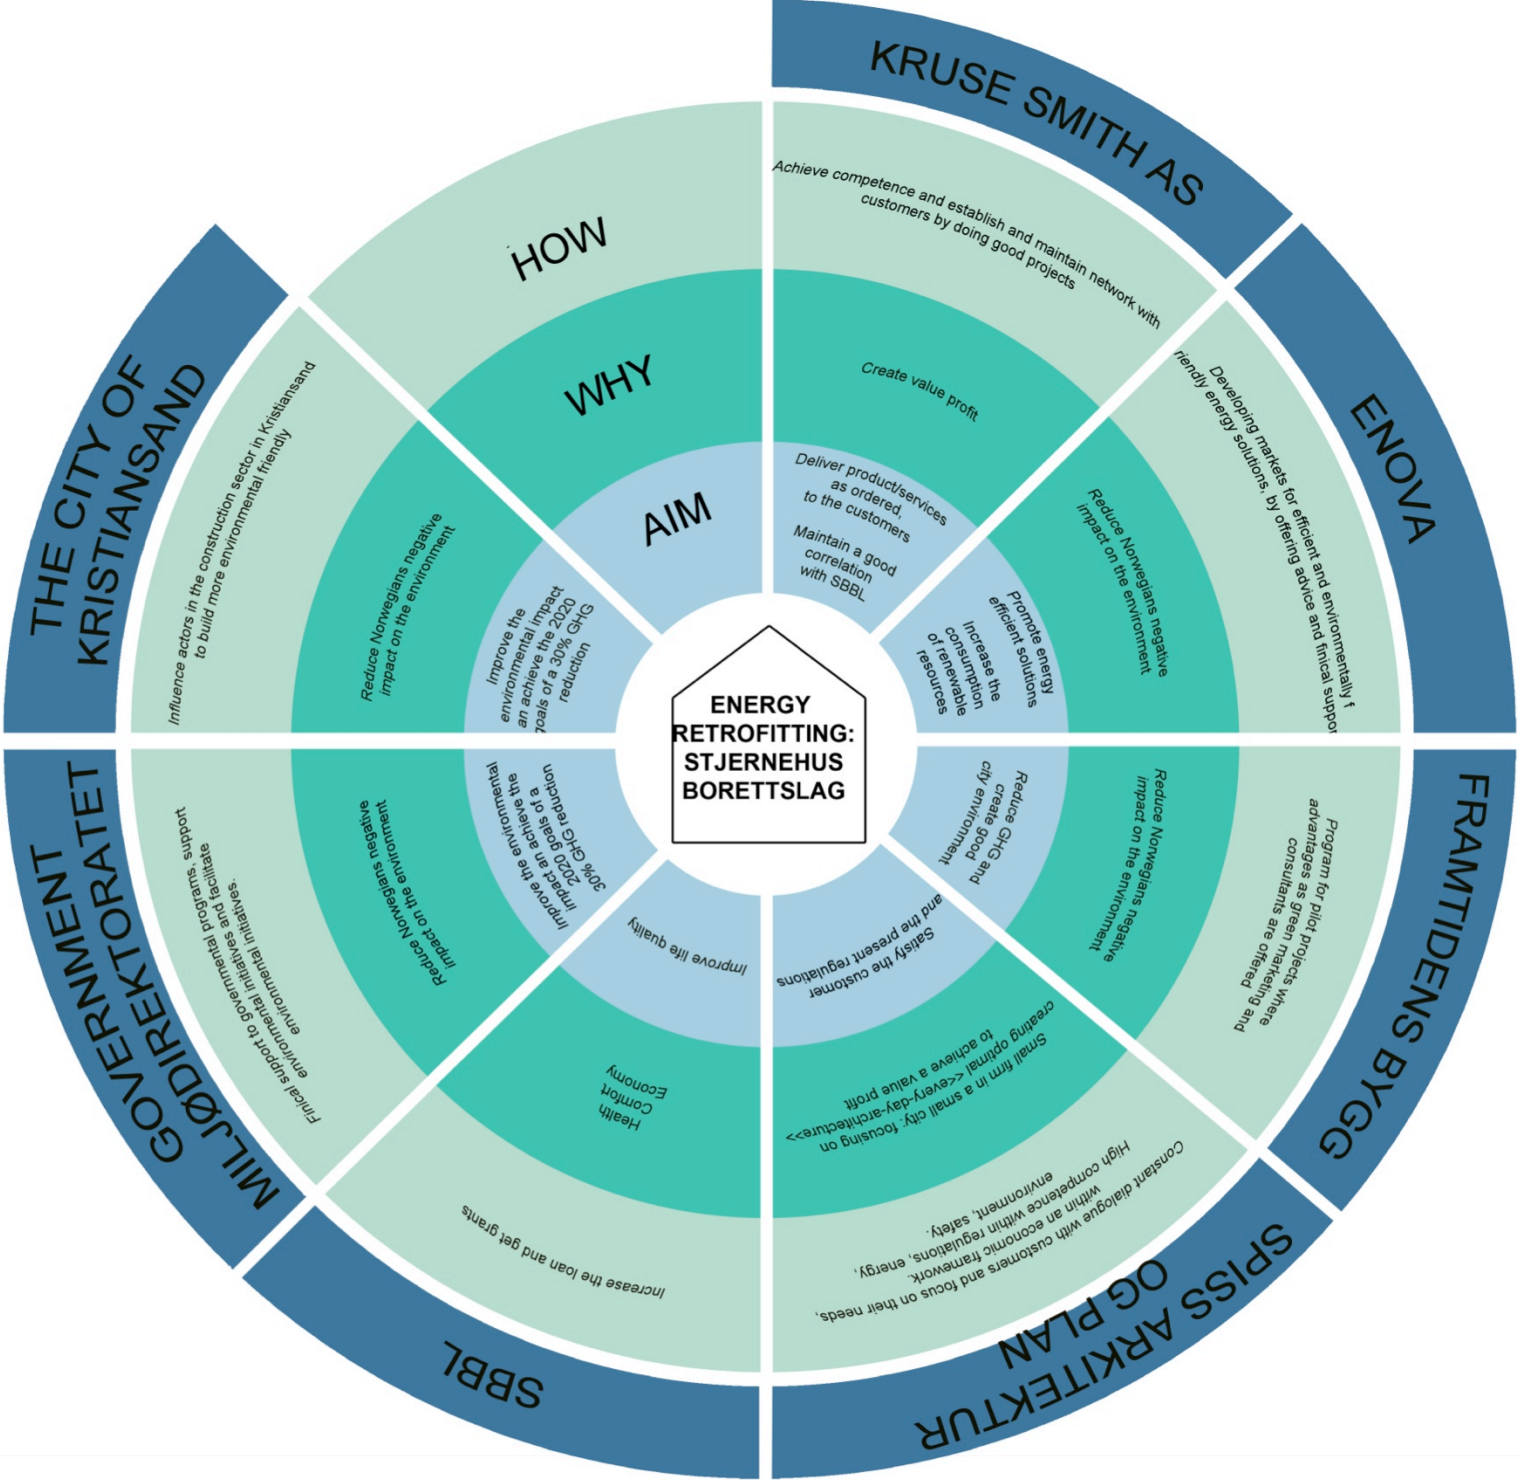 ENERGY
RETROFITTING:
STJERNEHUS
BORETTSLAG
HOW
WHY
AIM
KRUSE SMITH AS
Achieve competence and establish and maintain network with
customers by doing good projects
Create value profit
Deliver product/services
as ordered,
to the customers
Maintain a good
correlation
with SBBL
ENOVA
Developing markets for efficient and environmentally f
riendly energy solutions, by offering advice and finical suppor
Reduce Norwegians negative
impact on the environment
Promote energy
efficient solutions
Increase the
consumption
of renewable
resources
FRAMTIDENS BYGG
Program for pilot projects where
advantages as green marketing and
consultants are offered
Reduce Norwegians negative
impact on the environment
Reduce GHG and
create good
city environment
SPISS ARKITEKTUR
OG PLAN
Constant dialogue with customers and focus on their needs,
within an economic framework.
High competence within regulations, energy,
environment, safety.
Small firm in a small city: focusing on
creating optimal <<every-day-architecture>>
to achieve a value profit
Satisfy the customer
and the present regulations
SBBL
Increase the loan and get grants
Health
Comfort
Economy
Improve life quality
GOVERNMENT
MILJØDIREKTORATET
Finical support to governmental programs, support
environmental initiatives and facilitate
environmental initiatives.
Reduce Norwegians negative
impact on the environment
Improve the environmental
impact an achieve the
2020 goals of a
30% GHG reduction
THE CITY OF
KRISTIANSAND
Influence actors in the construction sector in Kristiansand
to build more environmental friendly
Reduce Norwegians negative
impact on the environment
Improve the
environmental impact
an achieve the 2020
goals of a 30% GHG
reduction